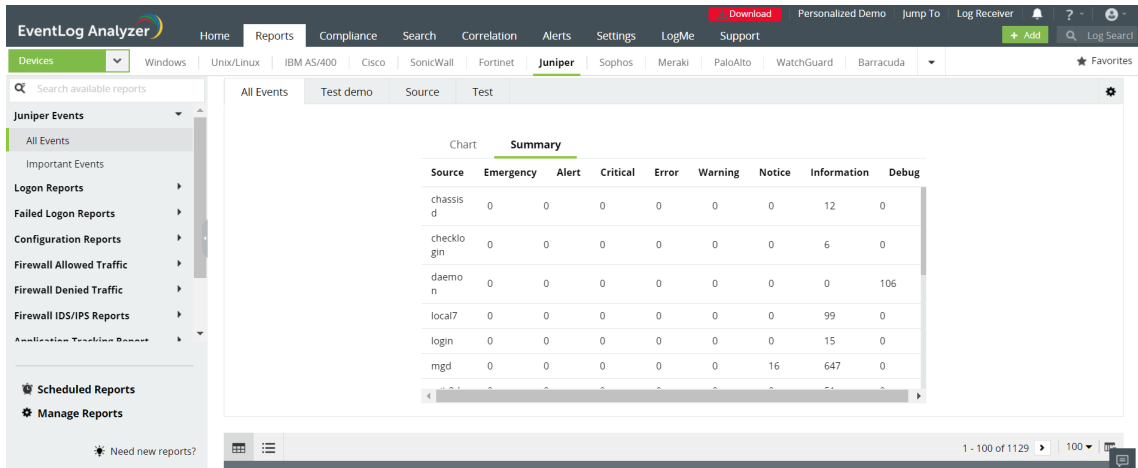 Download Personalized Demo Jump To Log Receiver ?
EventLog Analyzer
Home Reports Compliance Search Correlation Alerts Settings LogMe Support
+ Add Log Searcl
Devices Windows Unix/Linux IBM AS/400 Cisco SonicWall Fortinet Juniper Sophos Meraki PaloAlto WatchGuard Barracuda Favorites
Search available reports
Juniper Events
All Events
Important Events
Logon Reports
Failed Logon Reports
Configuration Reports
Firewall Allowed Traffic
Firewall Denied Traffic
Firewall IDS/IPS Reports
Application Tracking Report
Scheduled Reports
Manage Reports
Need new reports?
All Events Test demo Source Test
Chart Summary
Source Emergency Alert Critical Error Warning Notice Information Debug
chassis
d 0 0 0 0 0 0 12 0
checklo
gin 0 0 0 0 0 0 6 0
daemo
n 0 0 0 0 0 0 0 106
local7 0 0 0 0 0 0 99 0
login 0 0 0 0 0 0 15 0
mgd 0 0 0 0 0 16 647 0
1 - 100 of 1129 100